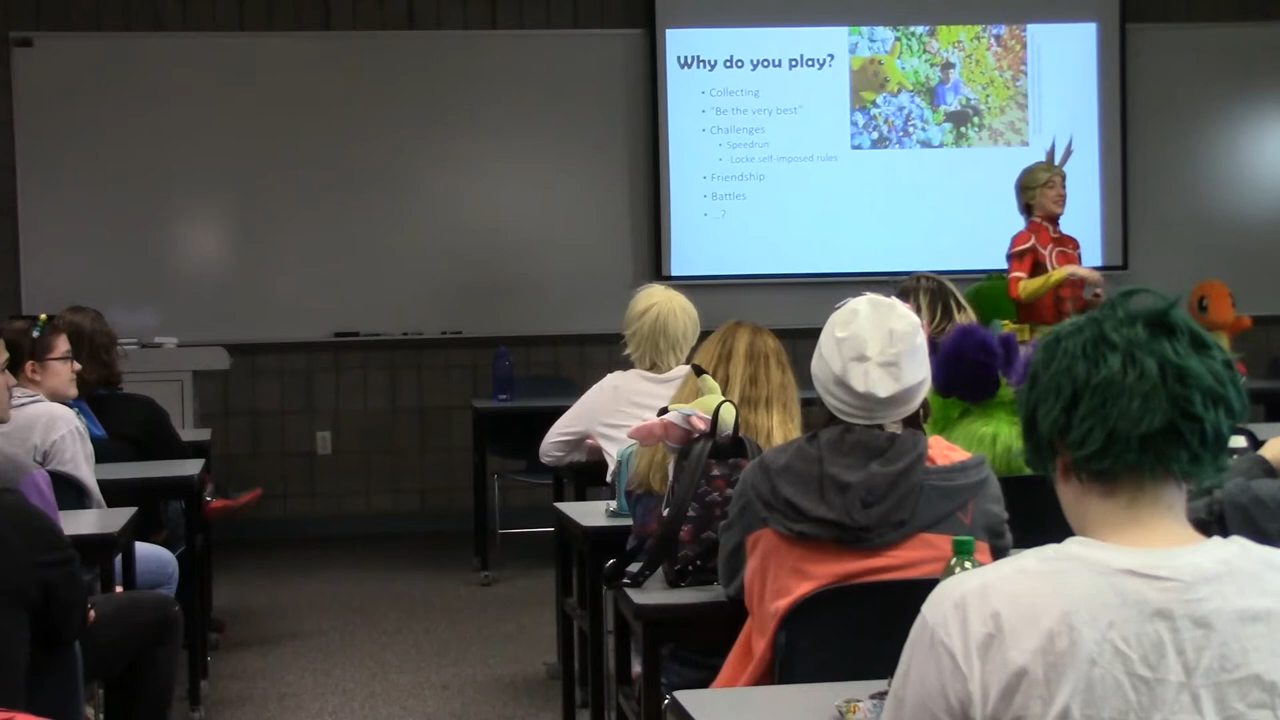 Why do you play?
• Collecting
• "Be the very best"
• Challenges
• Speedrun
• -Locke self-imposed rules
• Friendship
• Battles
• ...?